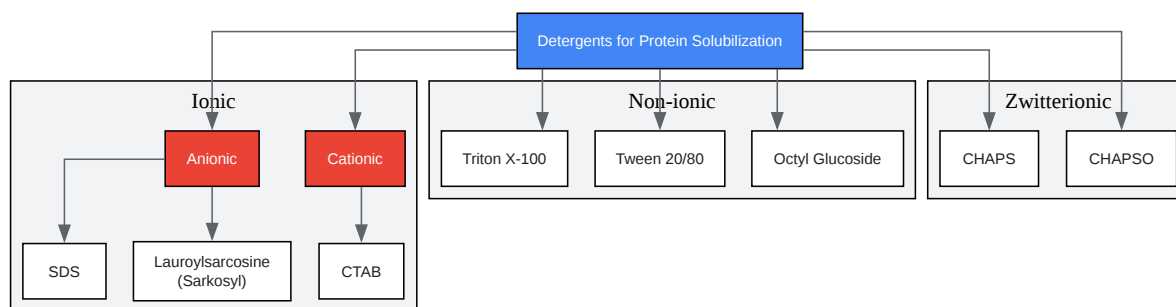 Detergents for Protein Solubilization
Ionic
Non-ionic
Zwitterionic
Anionic
Cationic
Triton X-100
Tween 20/80
Octyl Glucoside
CHAPS
CHAPSO
SDS
Lauroylsarcosine
(Sarkosyl)
CTAB